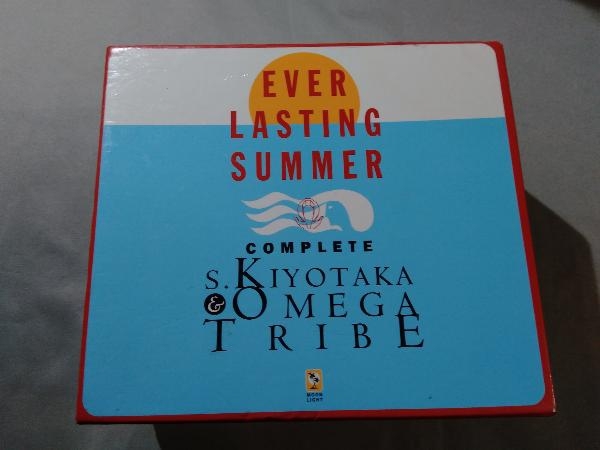 EVER
LASTING
SUMMER
COMPLETE
S. KIYOTAKA
& OMEGA
TRIBE
MOON
LIGHT